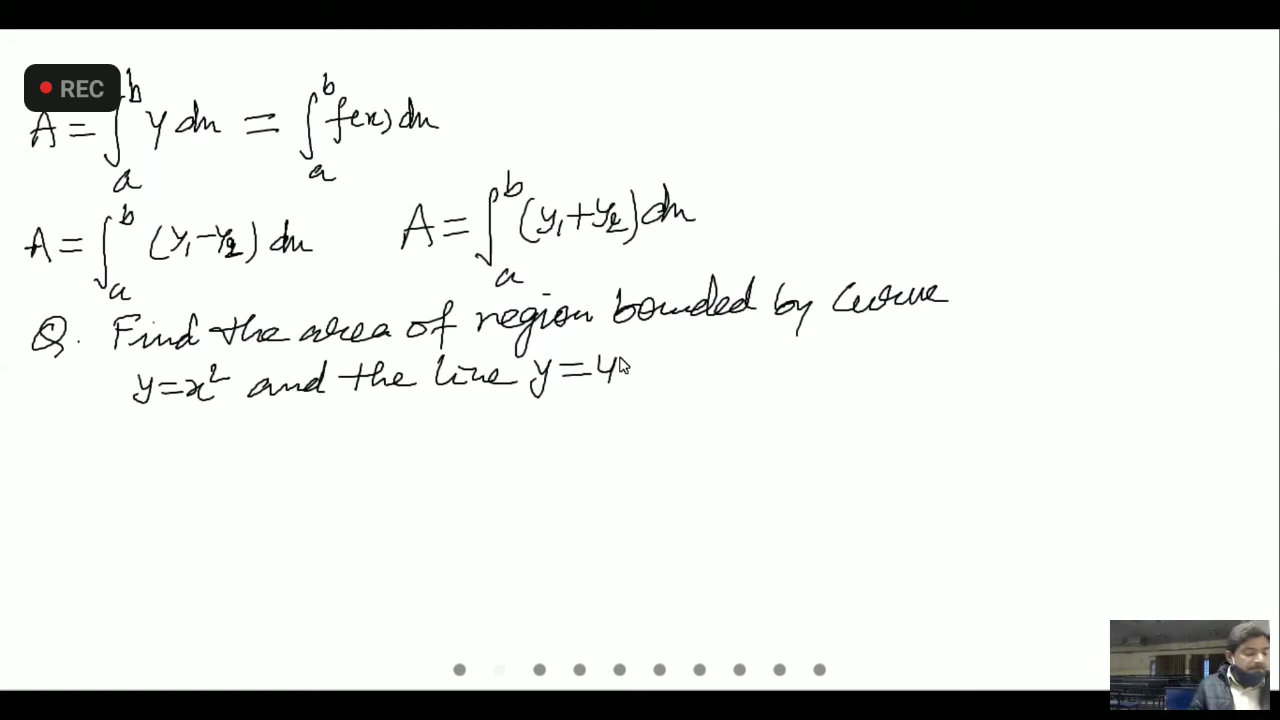 REC
A = ∫_a^b y dx = ∫_a^b f(x) dx
A = ∫_a^b (y₁ - y₂) dx    A = ∫_a^b (y₁ + y₂) dx
Q. Find the area of region bounded by curve
y = x² and the line y = 4